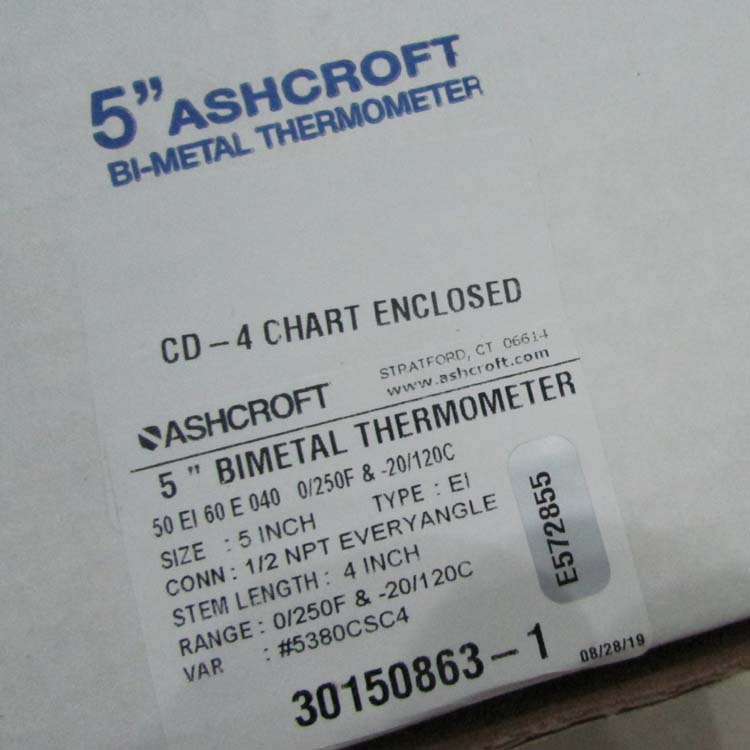 5" ASHCROFT
BI-METAL THERMOMETER
CD-4 CHART ENCLOSED
STRATFORD, CT 06614
www.ashcroft.com
ASHCROFT
5 " BIMETAL THERMOMETER
50 EI 60 E 040 0/250F & -20/120C
SIZE : 5 INCH TYPE : EI
CONN : 1/2 NPT EVERYANGLE
STEM LENGTH : 4 INCH
RANGE : 0/250F & -20/120C
VAR : #5380CSC4
E572855
30150863-1
08/28/19